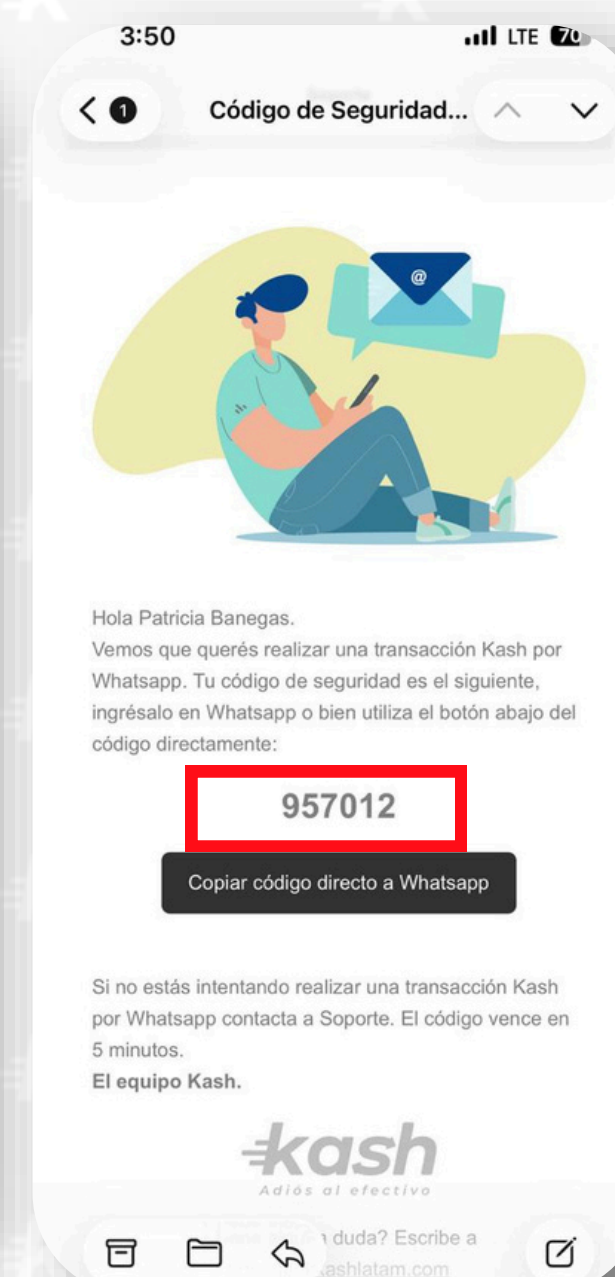 3:50
LTE 70
1
Código de Seguridad...
@
Hola Patricia Banegas.
Vemos que querés realizar una transacción Kash por
Whatsapp. Tu código de seguridad es el siguiente,
ingrésalo en Whatsapp o bien utiliza el botón abajo del
código directamente:
957012
Copiar código directo a Whatsapp
Si no estás intentando realizar una transacción Kash
por Whatsapp contacta a Soporte. El código vence en
5 minutos.
El equipo Kash.
kash
Adiós al efectivo
duda? Escribe a
kashlatam.com